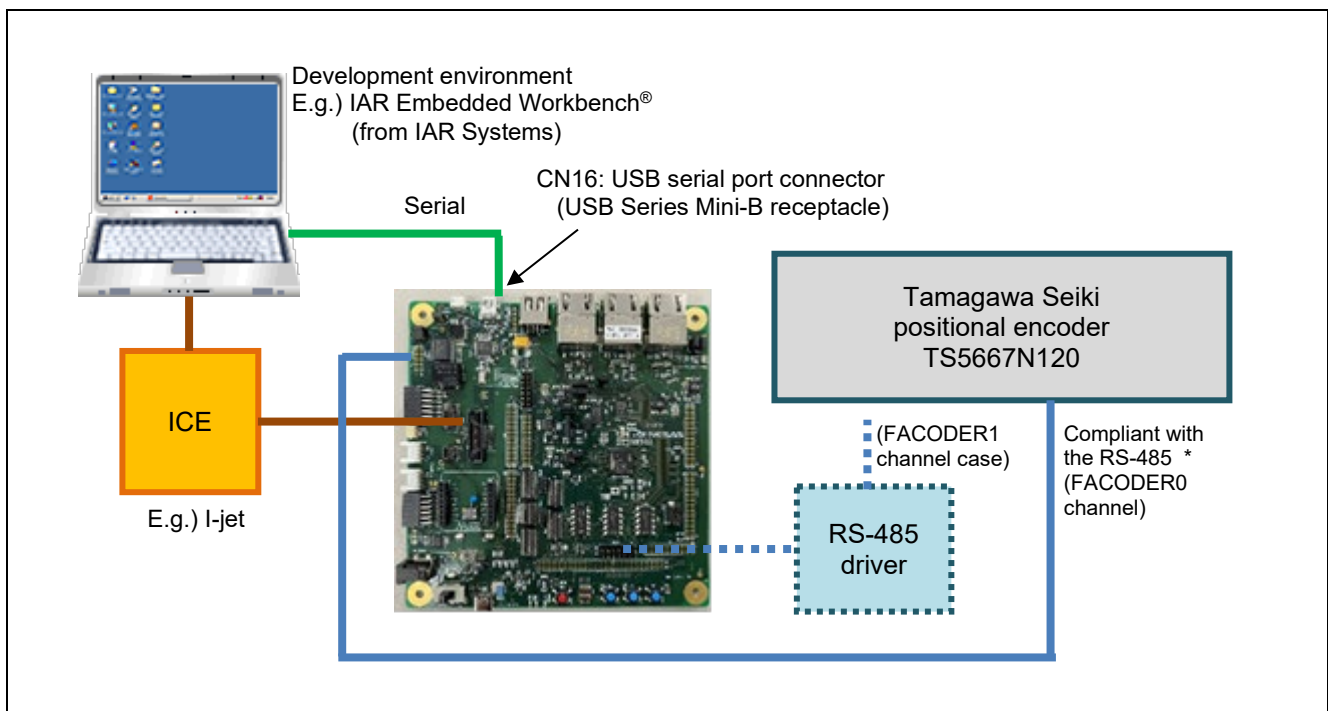 Development environment
E.g.) IAR Embedded Workbench®
(from IAR Systems)
CN16: USB serial port connector
(USB Series Mini-B receptacle)
Serial
Tamagawa Seiki
positional encoder
TS5667N120
ICE
(FACODER1
channel case)
Compliant with
the RS-485 *
(FACODER0
channel)
E.g.) I-jet
RS-485
driver